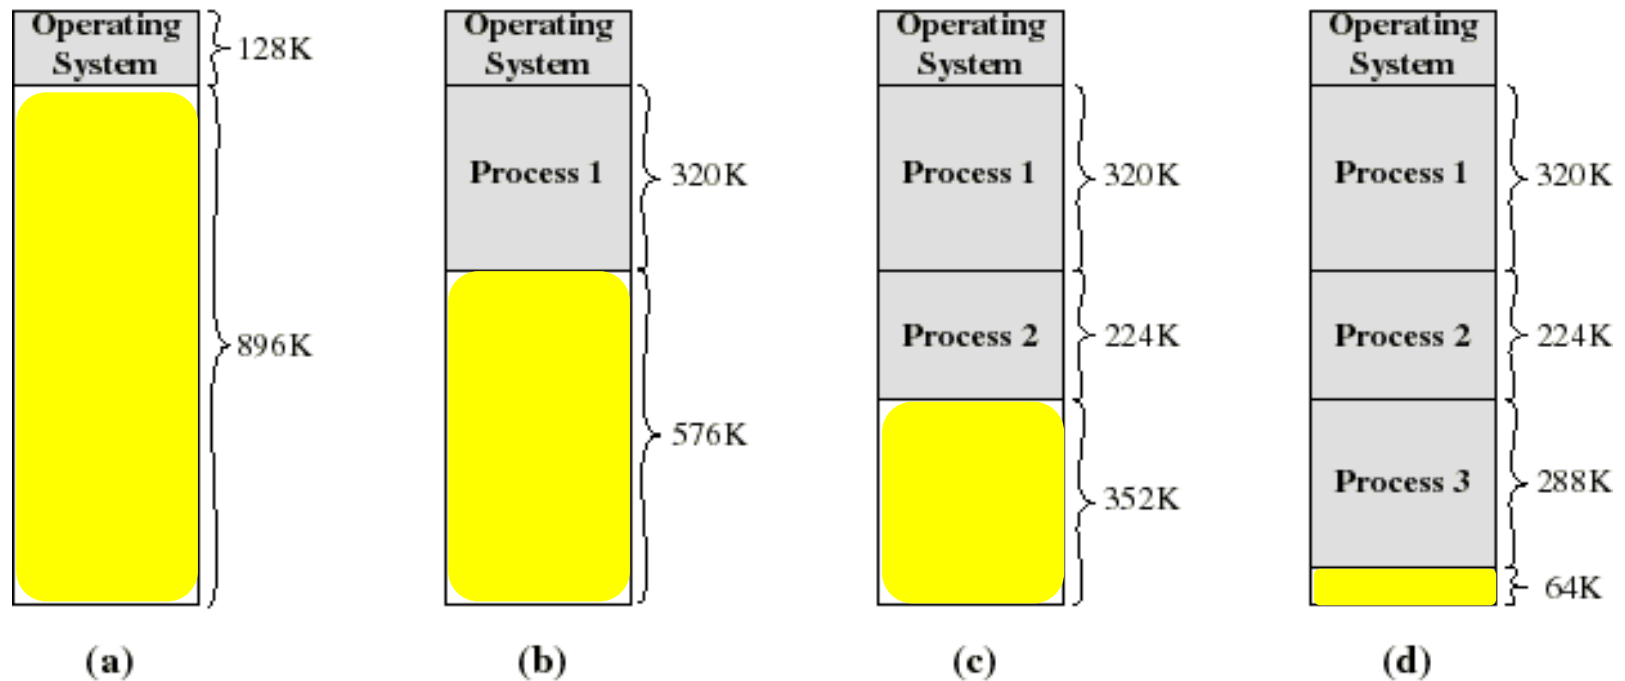 Operating
System
128K
896K
(a)
Operating
System
Process 1
320K
576K
(b)
Operating
System
Process 1
320K
Process 2
224K
352K
(c)
Operating
System
Process 1
320K
Process 2
224K
Process 3
288K
64K
(d)